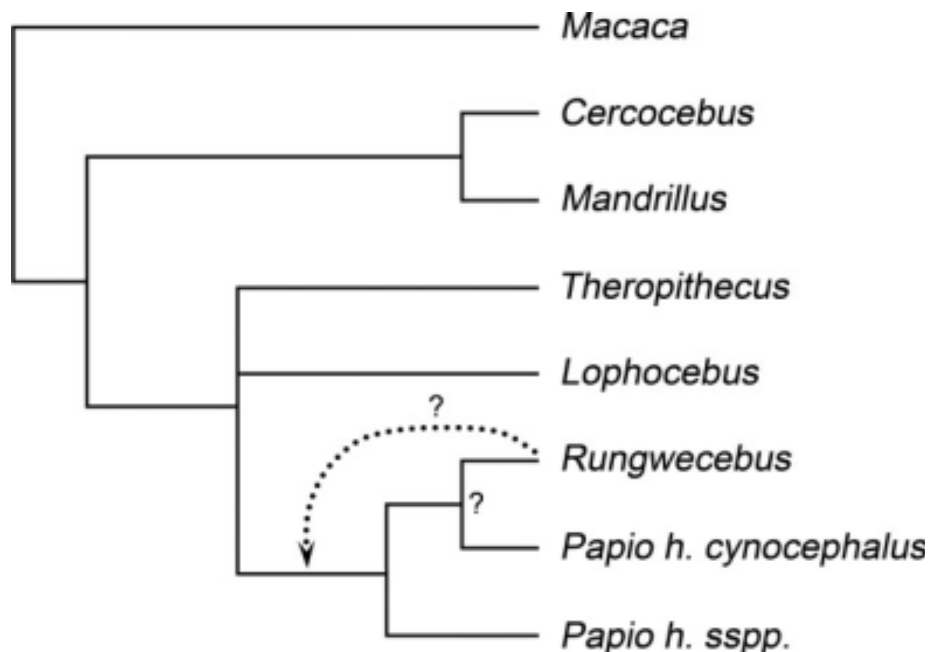 Macaca
Cercocebus
Mandrillus
Theropithecus
Lophocebus
?
Rungwecebus
?
Papio h. cynocephalus
Papio h. sspp.